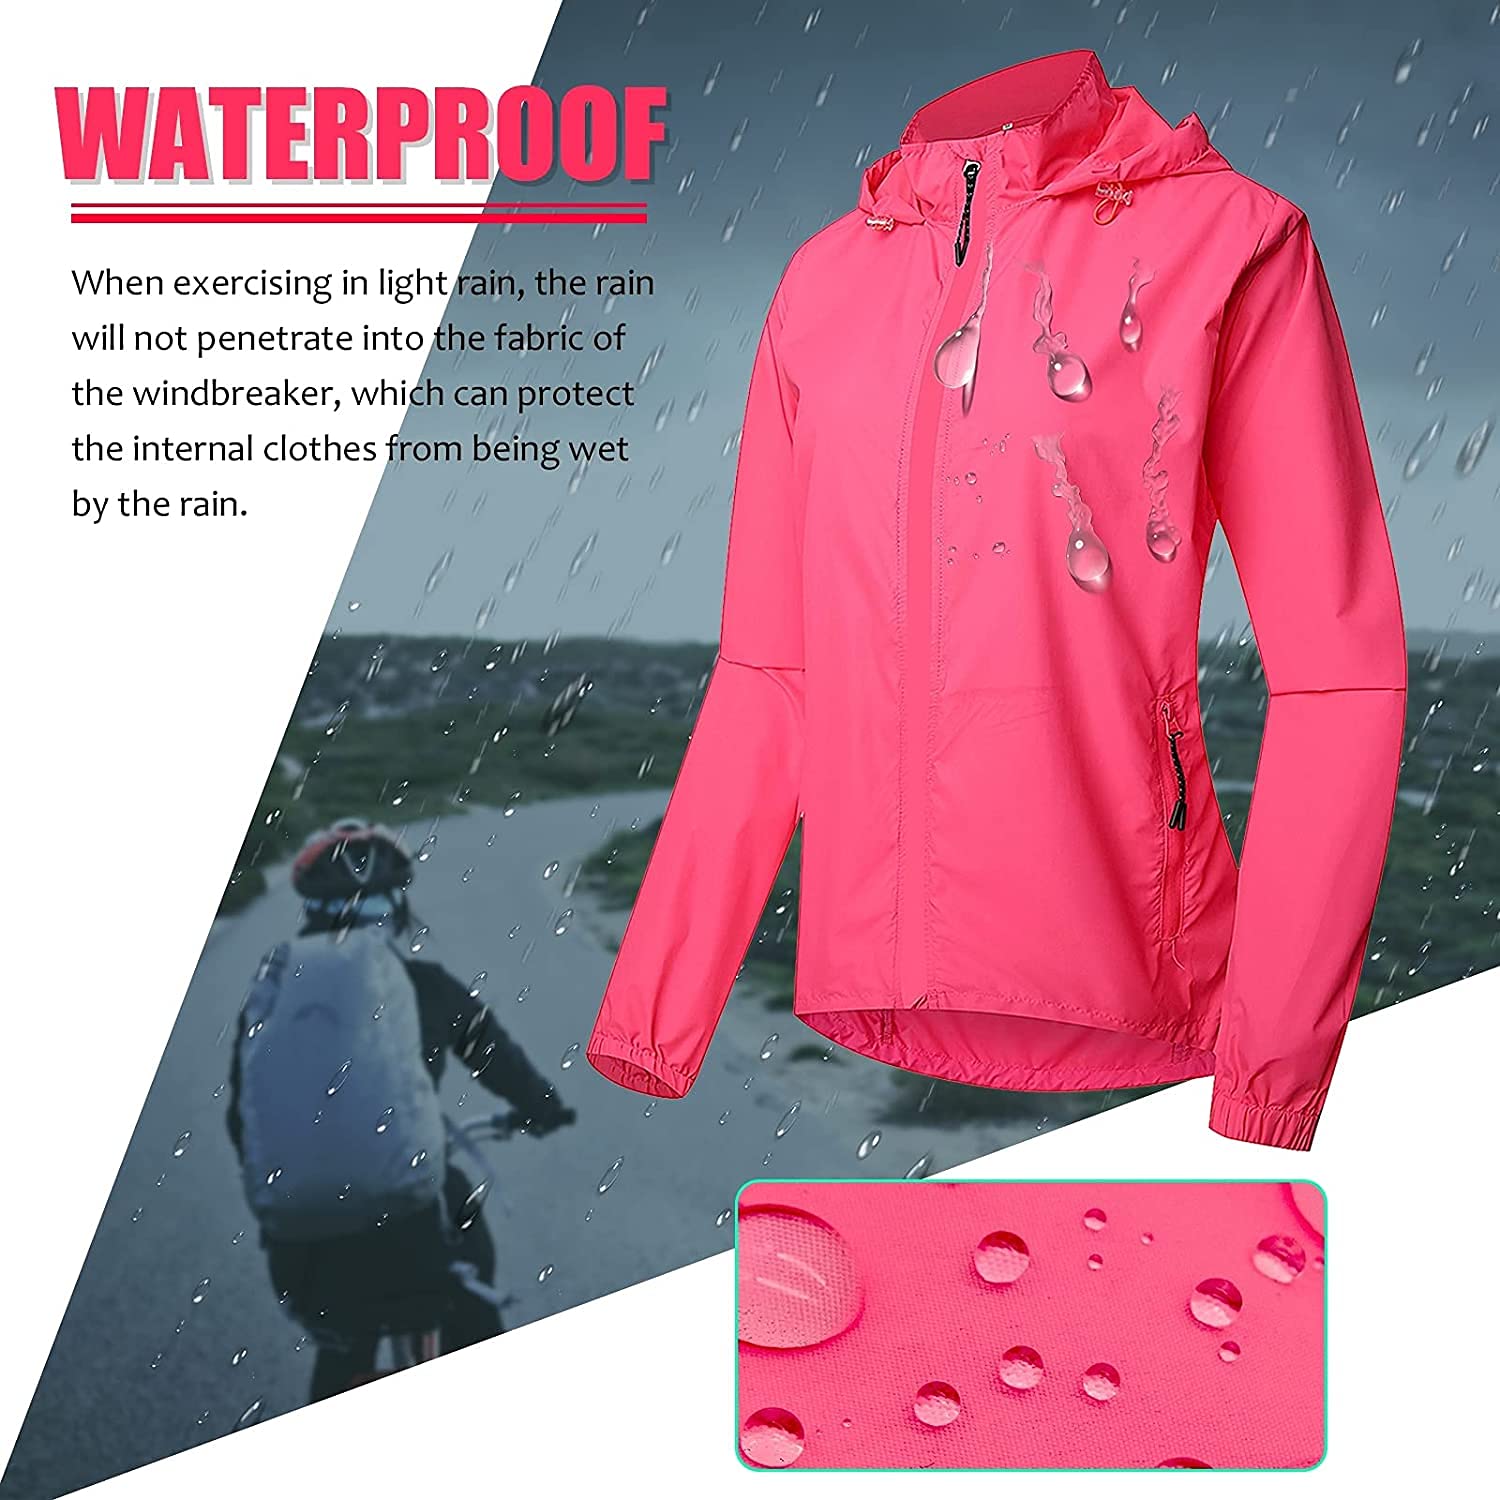 WATERPROOF
When exercising in light rain, the rain
will not penetrate into the fabric of
the windbreaker, which can protect
the internal clothes from being wet
by the rain.